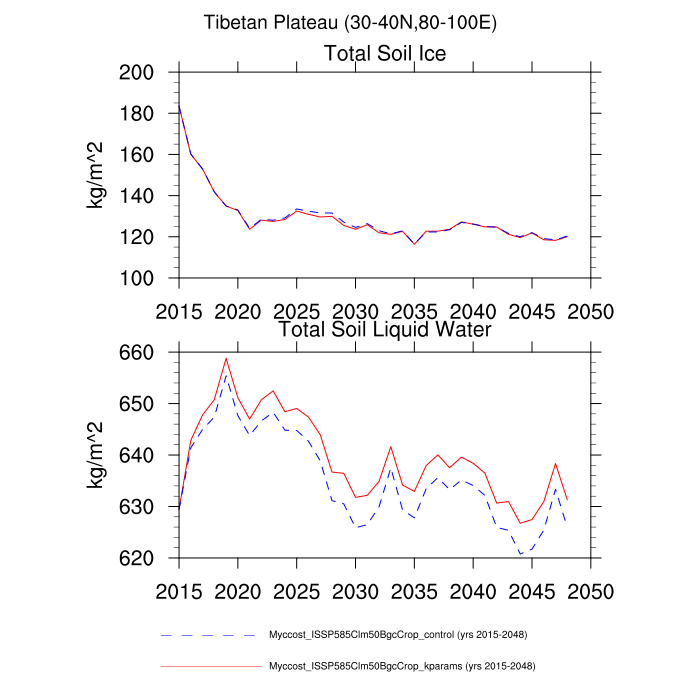 Tibetan Plateau (30-40N,80-100E)
Total Soil Ice
200
180
160
140
120
100
kg/m^2
2015 2020 2025 2030 2035 2040 2045 2050
Total Soil Liquid Water
660
650
640
630
620
kg/m^2
2015 2020 2025 2030 2035 2040 2045 2050
Myccost_ISSP585Clm50BgcCrop_control (yrs 2015-2048)
Myccost_ISSP585Clm50BgcCrop_kparams (yrs 2015-2048)